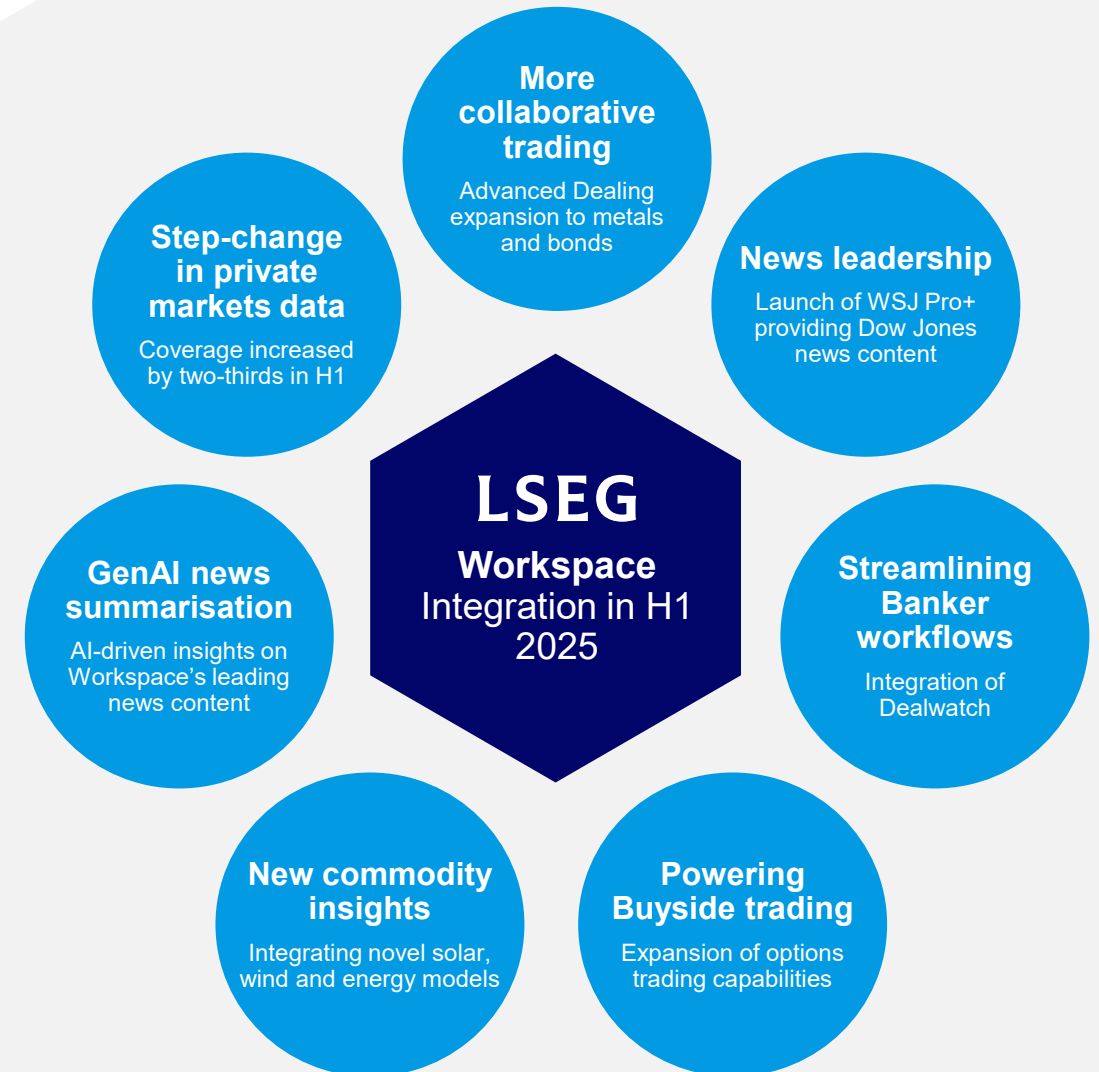 More
collaborative
trading
Advanced Dealing
expansion to metals
and bonds
Step-change
in private
markets data
Coverage increased
by two-thirds in H1
News leadership
Launch of WSJ Pro+
providing Dow Jones
news content
LSEG
Workspace
Integration in H1
2025
GenAI news
summarisation
AI-driven insights on
Workspace's leading
news content
Streamlining
Banker
workflows
Integration of
Dealwatch
New commodity
insights
Integrating novel solar,
wind and energy models
Powering
Buyside trading
Expansion of options
trading capabilities